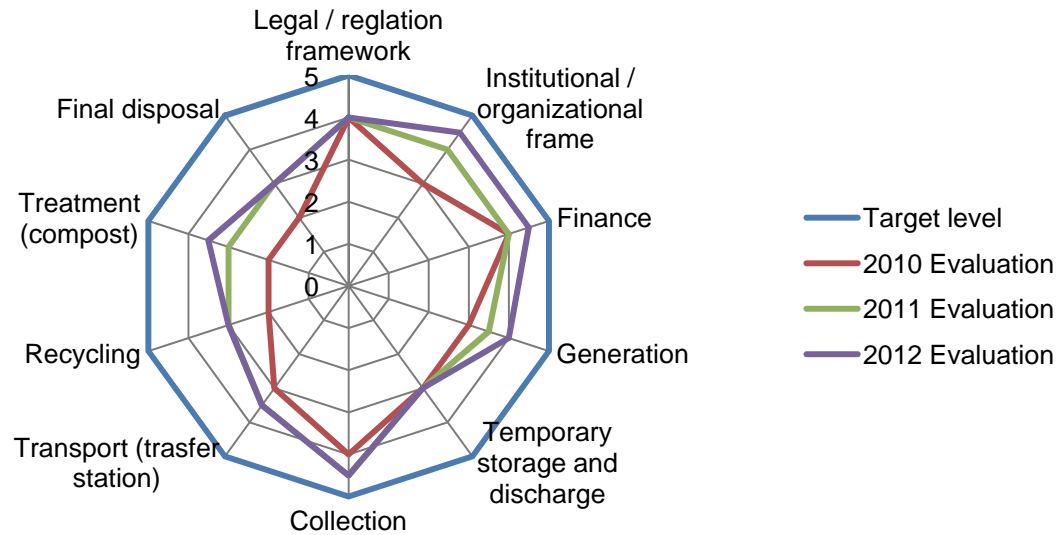 Legal / reglation
framework
Institutional /
organizational
frame
Finance
Generation
Temporary
storage and
discharge
Collection
Transport (trasfer
station)
Recycling
Treatment
(compost)
Final disposal
5
4
3
2
1
0
Target level
2010 Evaluation
2011 Evaluation
2012 Evaluation